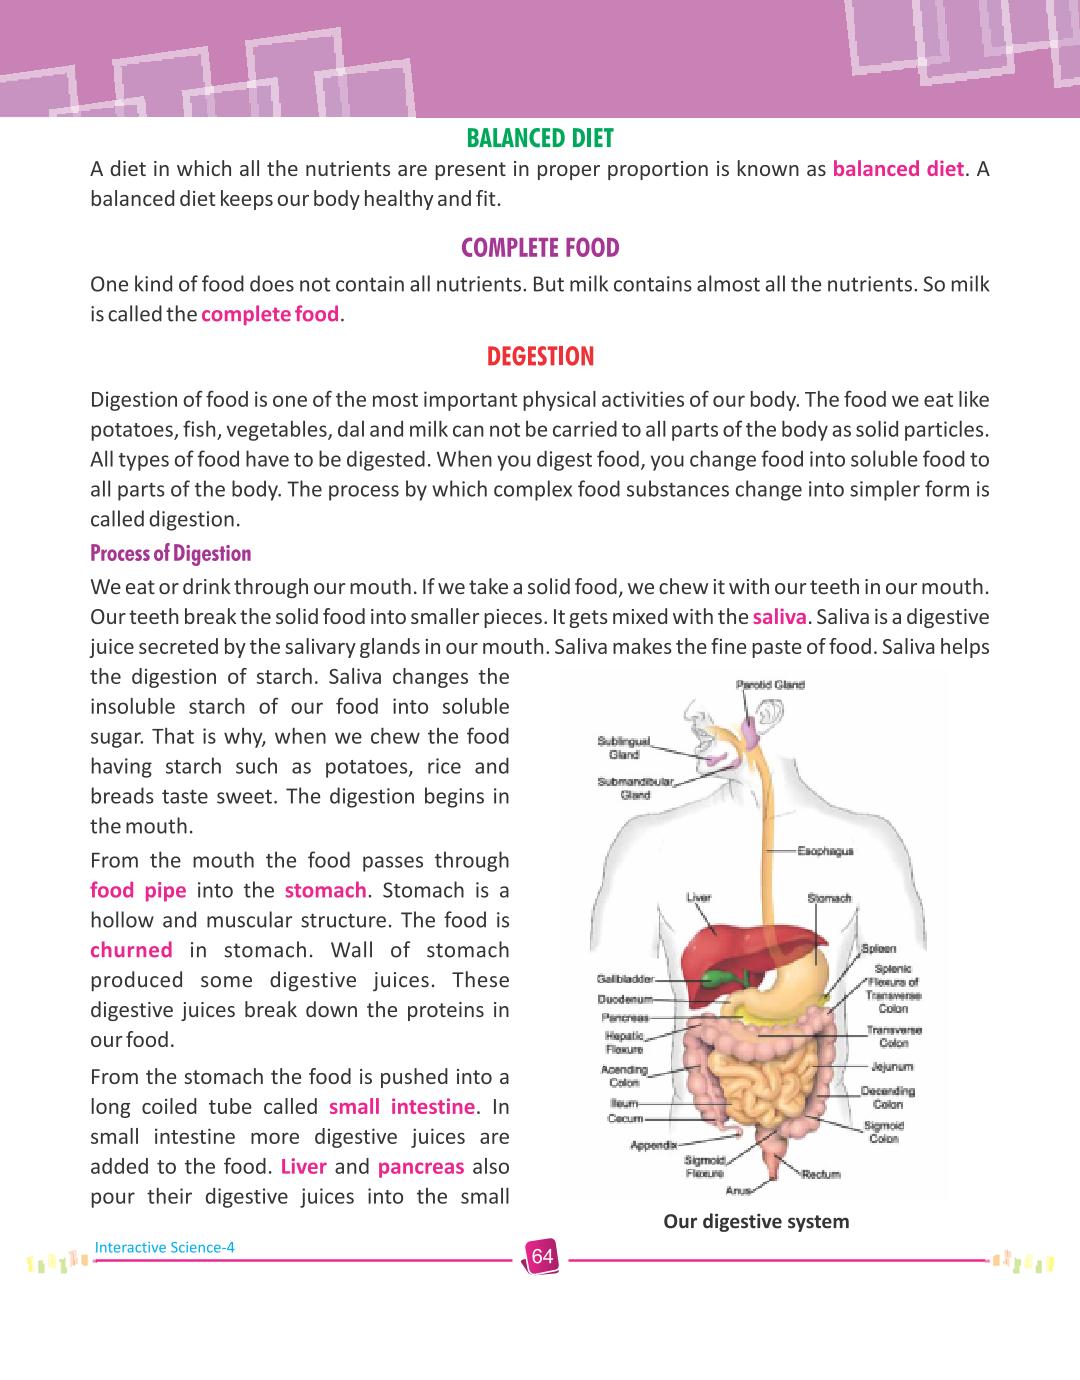 BALANCED DIET
A diet in which all the nutrients are present in proper proportion is known as balanced diet. A
balanced diet keeps our body healthy and fit.
COMPLETE FOOD
One kind of food does not contain all nutrients. But milk contains almost all the nutrients. So milk
is called the complete food.
DEGESTION
Digestion of food is one of the most important physical activities of our body. The food we eat like
potatoes, fish, vegetables, dal and milk can not be carried to all parts of the body as solid particles.
All types of food have to be digested. When you digest food, you change food into soluble food to
all parts of the body. The process by which complex food substances change into simpler form is
called digestion.
Process of Digestion
We eat or drink through our mouth. If we take a solid food, we chew it with our teeth in our mouth.
Our teeth break the solid food into smaller pieces. It gets mixed with the saliva. Saliva is a digestive
juice secreted by the salivary glands in our mouth. Saliva makes the fine paste of food. Saliva helps
the digestion of starch. Saliva changes the
insoluble starch of our food into soluble
sugar. That is why, when we chew the food
having starch such as potatoes, rice and
breads taste sweet. The digestion begins in
the mouth.
From the mouth the food passes through
food pipe into the stomach. Stomach is a
hollow and muscular structure. The food is
churned in stomach. Wall of stomach
produced some digestive juices. These
digestive juices break down the proteins in
our food.
From the stomach the food is pushed into a
long coiled tube called small intestine. In
small intestine more digestive juices are
added to the food. Liver and pancreas also
pour their digestive juices into the small
Parotid Gland
Sublingual
Gland
Submandibular
Gland
Esophagua
Liver
Stomach
Spleen
Gallbladder
Splenic
Flexura of
Transverse
Colon
Duodenum
Pancreas
Hepatic
Flexure
Transverse
Colon
Acending
Colon
Jejunum
Ileum
Decending
Colon
Cecum
Sigmoid
Colon
Appendix
Sigmoid
Flexure
Rectum
Anus
Our digestive system
Interactive Science-4
64